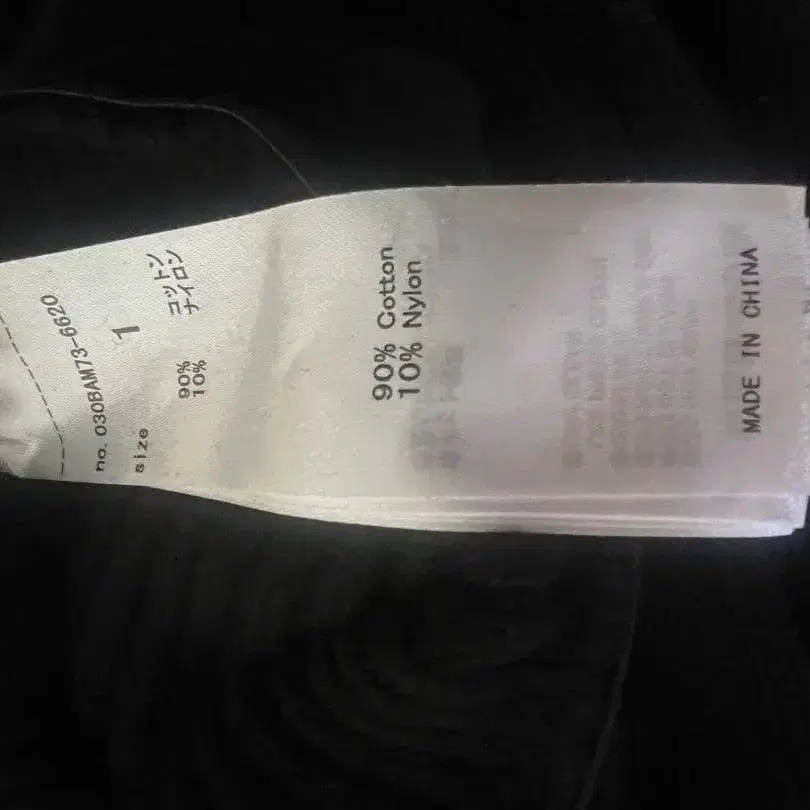 no. 030BAM73-6620
size 1
コットン 90%
ナイロン 10%
90% Cotton
10% Nylon
MADE IN CHINA